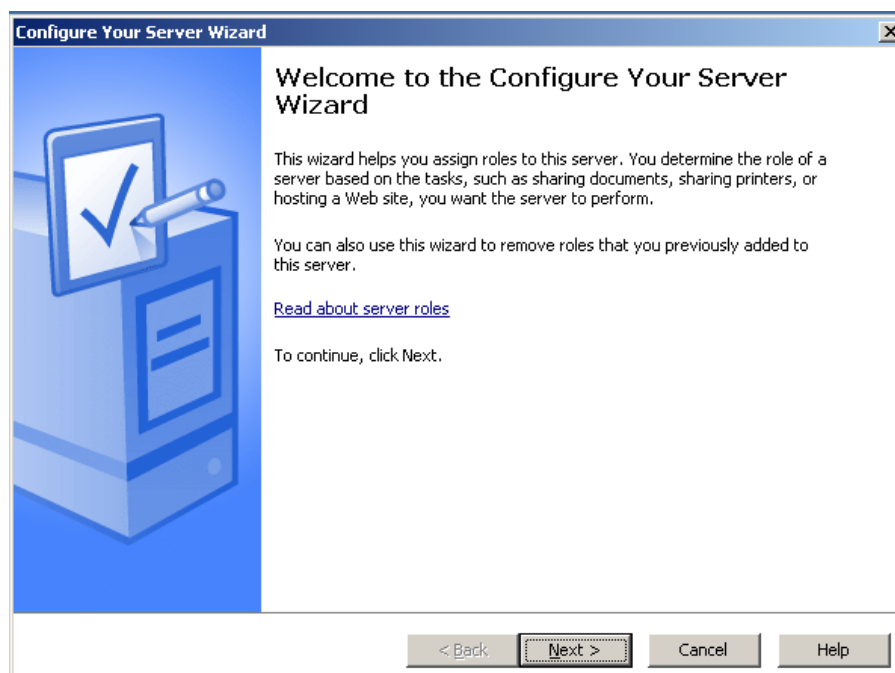 Configure Your Server Wizard
Welcome to the Configure Your Server
Wizard
This wizard helps you assign roles to this server. You determine the role of a
server based on the tasks, such as sharing documents, sharing printers, or
hosting a Web site, you want the server to perform.
You can also use this wizard to remove roles that you previously added to
this server.
Read about server roles
To continue, click Next.
< Back
Next >
Cancel
Help